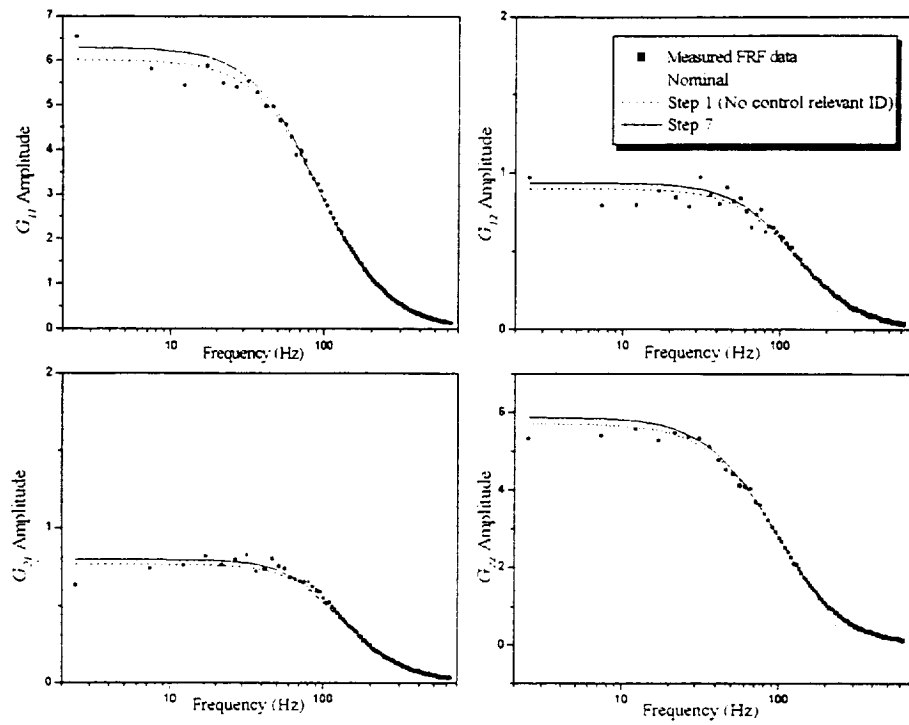 7
6
5
4
3
2
1
0
G11 Amplitude
10
100
Frequency (Hz)
2
1
0
G12 Amplitude
10
100
Frequency (Hz)
Measured FRF data
Nominal
Step 1 (No control relevant ID)
Step 7
2
1
0
G21 Amplitude
10
100
Frequency (Hz)
6
4
2
0
Amplitude
10
100
Frequency (Hz)